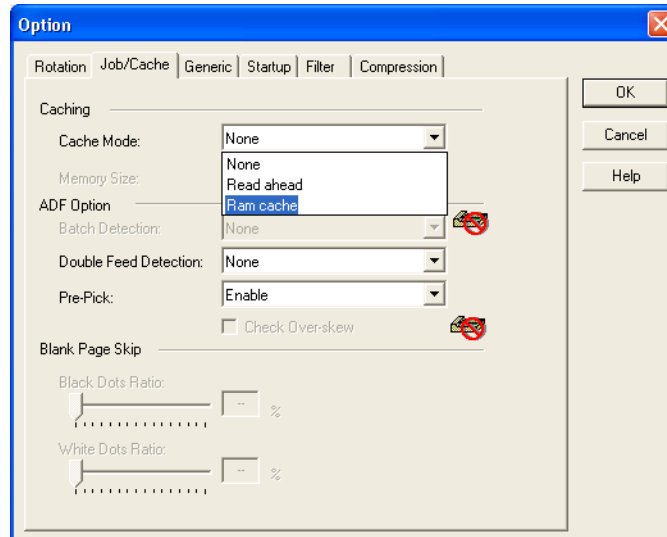 Option
Rotation Job/Cache Generic Startup Filter Compression
OK
Caching
Cache Mode: None
Cancel
None
Memory Size: Read ahead
Help
Ram cache
ADF Option
Batch Detection: None
Double Feed Detection: None
Pre-Pick: Enable
Check Over-skew
Blank Page Skip
Black Dots Ratio:
-- %
White Dots Ratio:
-- %